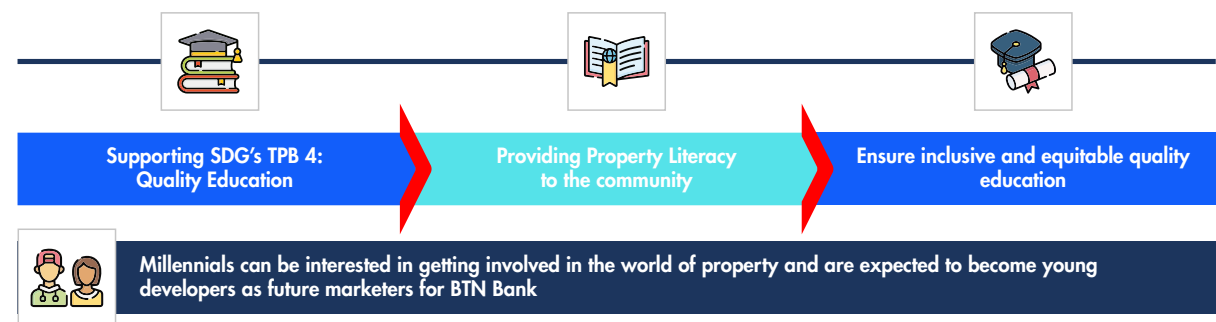 Supporting SDG's TPB 4:
Quality Education
Providing Property Literacy
to the community
Ensure inclusive and equitable quality
education
Millennials can be interested in getting involved in the world of property and are expected to become young
developers as future marketers for BTN Bank